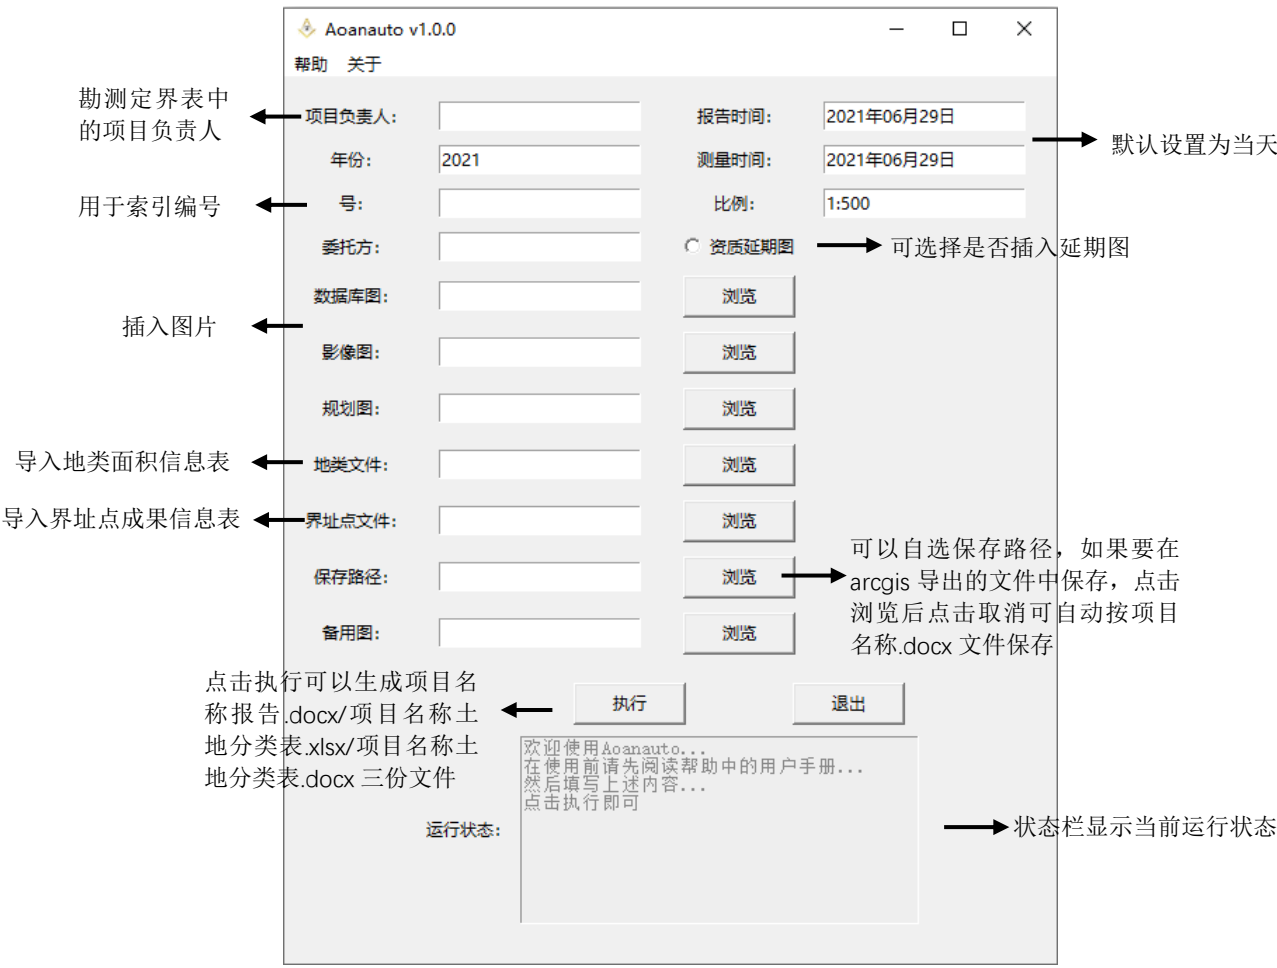 Aoanauto v1.0.0
帮助 关于
勘测定界表中
的项目负责人
项目负责人:
报告时间:
2021年06月29日
默认设置为当天
年份:
2021
测量时间:
2021年06月29日
用于索引编号
号:
比例:
1:500
委托方:
资质延期图
可选择是否插入延期图
数据库图:
浏览
插入图片
影像图:
浏览
规划图:
浏览
导入地类面积信息表
地类文件:
浏览
导入界址点成果信息表
界址点文件:
浏览
保存路径:
浏览
可以自选保存路径，如果要在
arcgis 导出的文件中保存，点击
浏览后点击取消可自动按项目
名称.docx 文件保存
备用图:
浏览
点击执行可以生成项目名
称报告.docx/项目名称土
地分类表.xlsx/项目名称土
地分类表.docx 三份文件
执行
退出
运行状态:
欢迎使用Aoanauto...
在使用前请先阅读帮助中的用户手册...
然后填写上述内容...
点击执行即可
状态栏显示当前运行状态